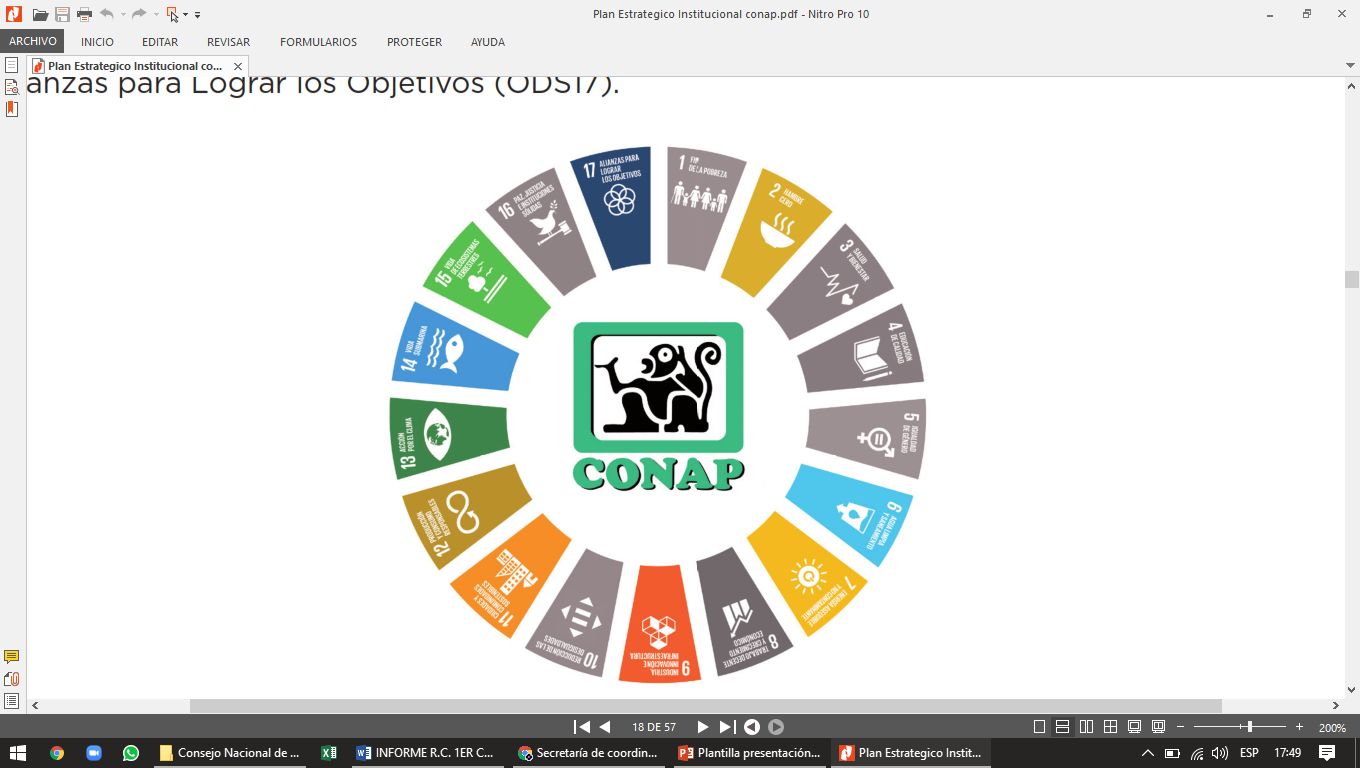 Plan Estrategico Institucional conap.pdf - Nitro Pro 10
ARCHIVO INICIO EDITAR REVISAR FORMULARIOS PROTEGER AYUDA
Plan Estrategico Institucional co...
anzas para Lograr los Objetivos (ODS17).
1 FIN
DE LA POBREZA
2 HAMBRE
CERO
3 SALUD
Y BIENESTAR
4 EDUCACIÓN
DE CALIDAD
5 IGUALDAD
DE GÉNERO
6 AGUA LIMPIA
Y SANEAMIENTO
7 ENERGÍA ASEQUIBLE
Y NO CONTAMINANTE
8 TRABAJO DECENTE
Y CRECIMIENTO
ECONÓMICO
9 INDUSTRIA,
INNOVACIÓN E
INFRAESTRUCTURA
10 REDUCCIÓN DE LAS
DESIGUALDADES
11 CIUDADES Y
COMUNIDADES
SOSTENIBLES
12 PRODUCCIÓN
Y CONSUMO
RESPONSABLES
13 ACCIÓN
POR EL CLIMA
14 VIDA
SUBMARINA
15 VIDA
DE ECOSISTEMAS
TERRESTRES
16 PAZ, JUSTICIA
E INSTITUCIONES
SÓLIDAS
17 ALIANZAS PARA
LOGRAR
LOS OBJETIVOS
CONAP
18 DE 57
200%
Consejo Nacional de ... INFORME R.C. 1ER C... Secretaría de coordin... Plantilla presentación... Plan Estrategico Instit... ESP 17:49